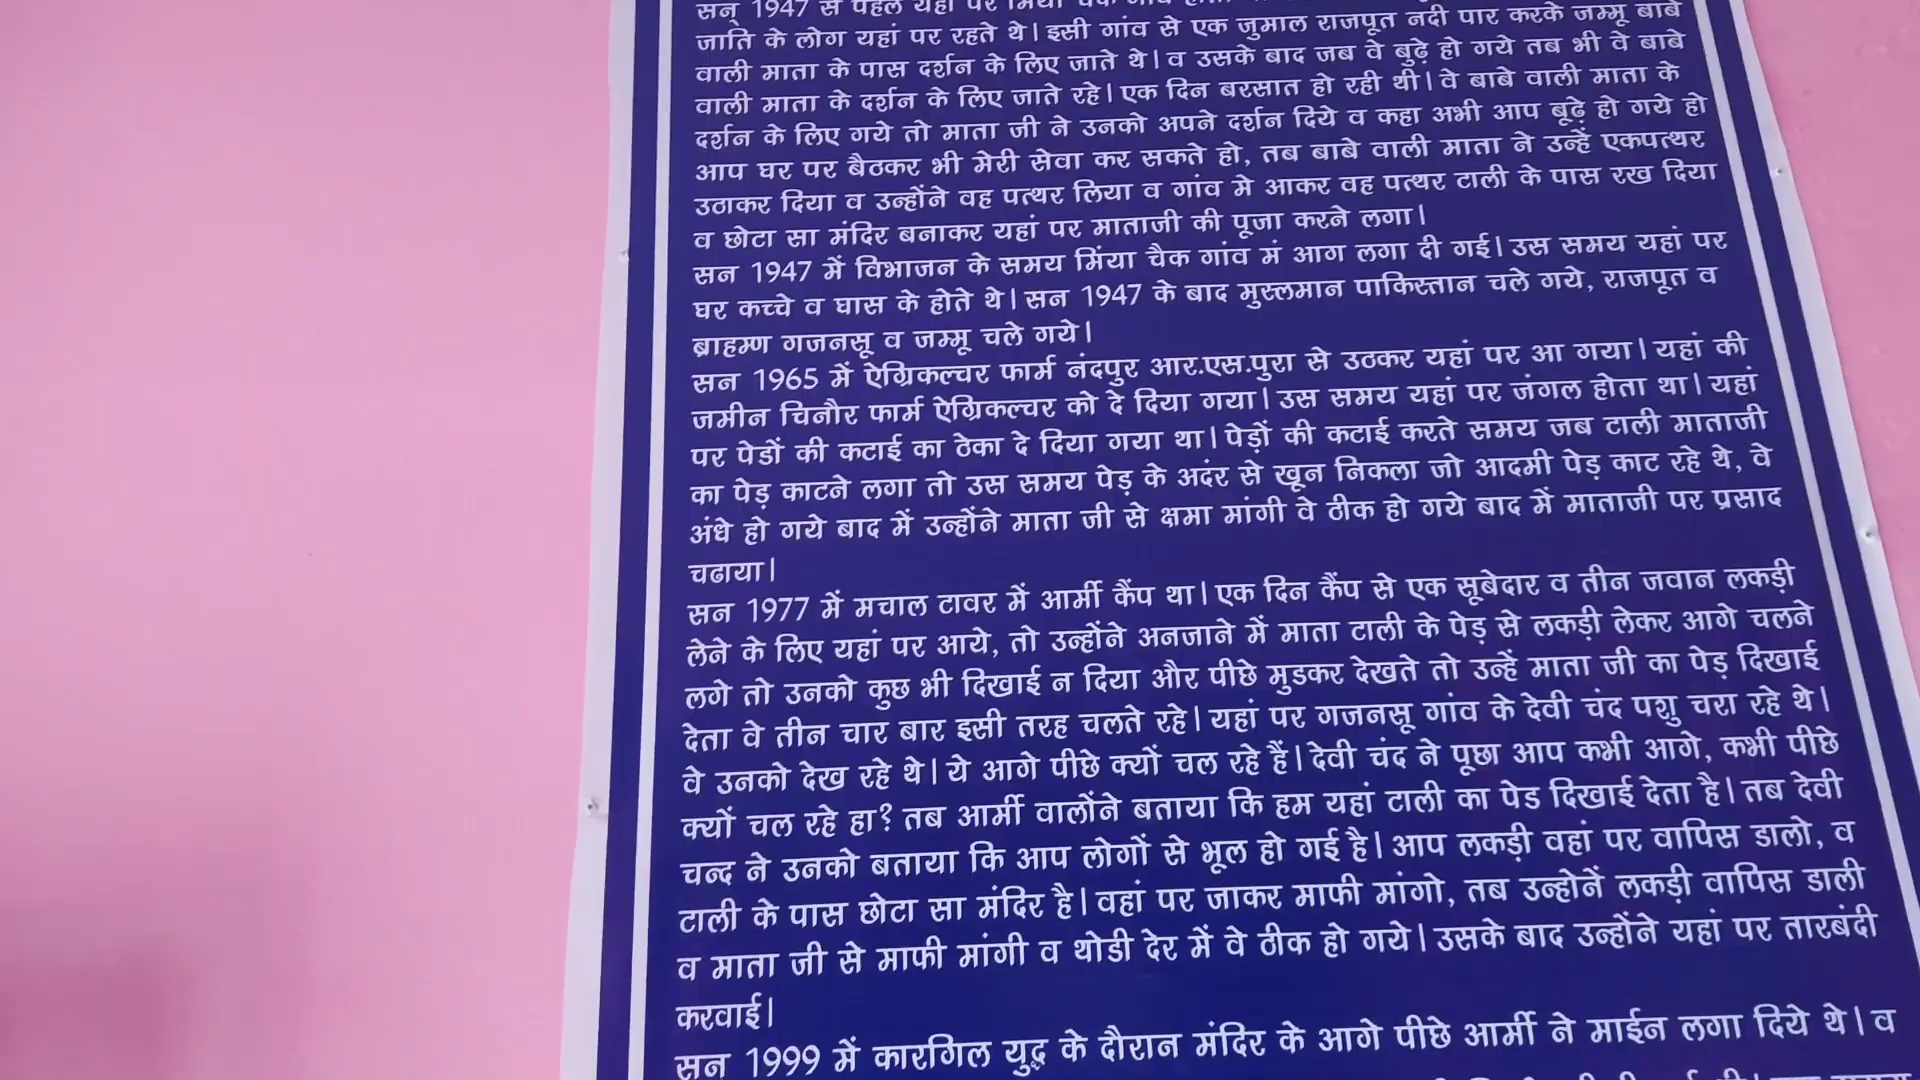 सन् 1947 से पहले यहां पर
जाति के लोग यहां पर रहते थे। इसी गांव से एक जुमाल राजपूत नदी पार करके जम्मू बाबे
वाली माता के पास दर्शन के लिए जाते थे। व उसके बाद जब वे बुढ़े हो गये तब भी वे बाबे
वाली माता के दर्शन के लिए जाते रहे। एक दिन बरसात हो रही थी। वे बाबे वाली माता के
दर्शन के लिए गये तो माता जी ने उनको अपने दर्शन दिये व कहा अभी आप बूढ़े हो गये हो
आप घर पर बैठकर भी मेरी सेवा कर सकते हो, तब बाबे वाली माता ने उन्हें एकपत्थर
उठाकर दिया व उन्होंने वह पत्थर लिया व गांव मे आकर वह पत्थर टाली के पास रख दिया
व छोटा सा मंदिर बनाकर यहां पर माताजी की पूजा करने लगा।
सन 1947 में विभाजन के समय मिंया चैक गांव मं आग लगा दी गई। उस समय यहां पर
घर कच्चे व घास के होते थे। सन 1947 के बाद मुस्लमान पाकिस्तान चले गये, राजपूत व
ब्राहम्ण गजनसू व जम्मू चले गये।
सन 1965 में ऐग्रिकल्चर फार्म नंदपुर आर.एस.पुरा से उठकर यहां पर आ गया। यहां की
जमीन चिनौर फार्म ऐग्रिकल्चर को दे दिया गया। उस समय यहां पर जंगल होता था। यहां
पर पेडों की कटाई का ठेका दे दिया गया था। पेड़ों की कटाई करते समय जब टाली माताजी
का पेड़ काटने लगा तो उस समय पेड़ के अदंर से खून निकला जो आदमी पेड़ काट रहे थे, वे
अंधे हो गये बाद में उन्होंने माता जी से क्षमा मांगी वे ठीक हो गये बाद में माताजी पर प्रसाद
चढाया।
सन 1977 में मचाल टावर में आर्मी कैंप था। एक दिन कैंप से एक सूबेदार व तीन जवान लकड़ी
लेने के लिए यहां पर आये, तो उन्होंने अनजाने में माता टाली के पेड़ से लकड़ी लेकर आगे चलने
लगे तो उनको कुछ भी दिखाई न दिया और पीछे मुडकर देखते तो उन्हें माता जी का पेड़ दिखाई
देता वे तीन चार बार इसी तरह चलते रहे। यहां पर गजनसू गांव के देवी चंद पशु चरा रहे थे।
वे उनको देख रहे थे। ये आगे पीछे क्यों चल रहे हैं। देवी चंद ने पूछा आप कभी आगे, कभी पीछे
क्यों चल रहे हा? तब आर्मी वालोंने बताया कि हम यहां टाली का पेड दिखाई देता है। तब देवी
चन्द ने उनको बताया कि आप लोगों से भूल हो गई है। आप लकड़ी वहां पर वापिस डालो, व
टाली के पास छोटा सा मंदिर है। वहां पर जाकर माफी मांगो, तब उन्होनें लकड़ी वापिस डाली
व माता जी से माफी मांगी व थोडी देर में वे ठीक हो गये। उसके बाद उन्होंने यहां पर तारबंदी
करवाई।
सन 1999 में कारगिल युद्ध के दौरान मंदिर के आगे पीछे आर्मी ने माईन लगा दिये थे। व